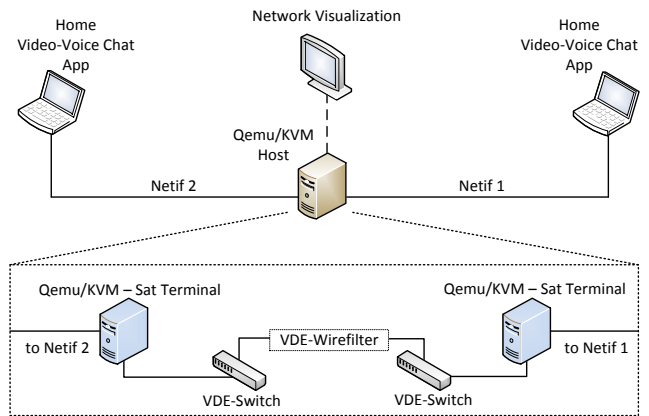 Network Visualization
Home
Video-Voice Chat
App
Home
Video-Voice Chat
App
Qemu/KVM
Host
Netif 2
Netif 1
Qemu/KVM – Sat Terminal
Qemu/KVM – Sat Terminal
to Netif 2
VDE-Wirefilter
to Netif 1
VDE-Switch
VDE-Switch